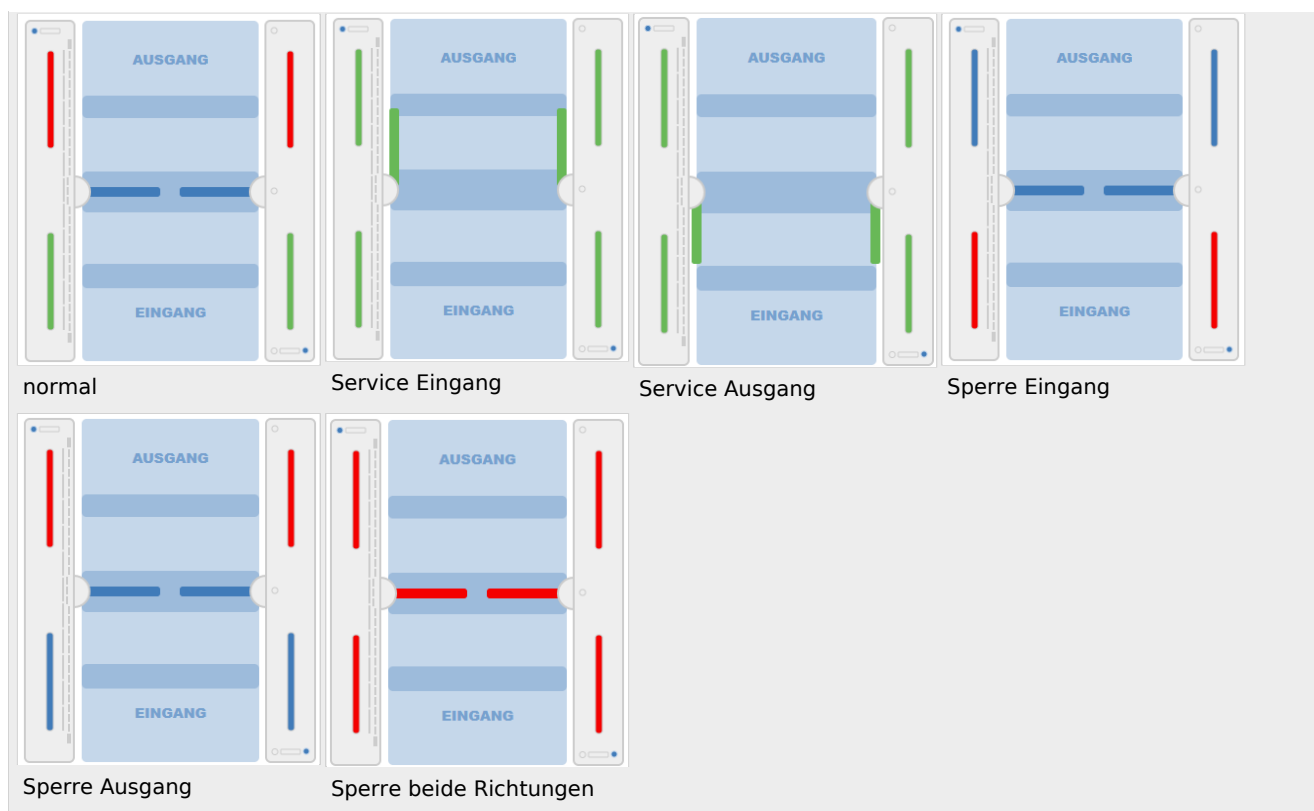 AUSGANG
EINGANG
normal
AUSGANG
EINGANG
Service Eingang
AUSGANG
EINGANG
Service Ausgang
AUSGANG
EINGANG
Sperre Eingang
AUSGANG
EINGANG
Sperre Ausgang
AUSGANG
EINGANG
Sperre beide Richtungen